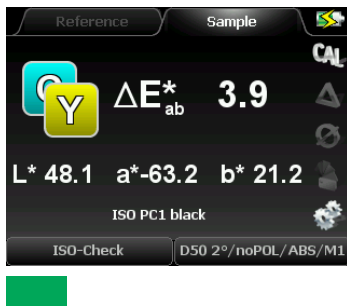 Reference Sample
CAL
C Y ΔE*ab 3.9
L* 48.1 a*-63.2 b* 21.2
ISO PC1 black
ISO-Check D50 2°/noPOL/ABS/M1